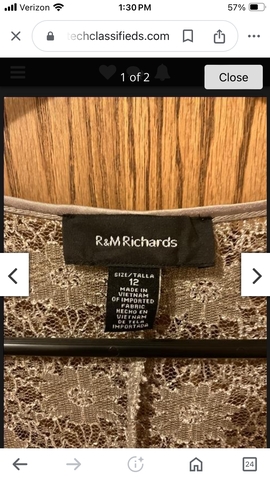 Verizon 1:30 PM 57%
techclassifieds.com
1 of 2
Close
R&M Richards
SIZE/TALLA
12
MADE IN
VIETNAM
OF IMPORTED
FABRIC
HECHO EN
VIETNAM
DE TELA
IMPORTADA
24